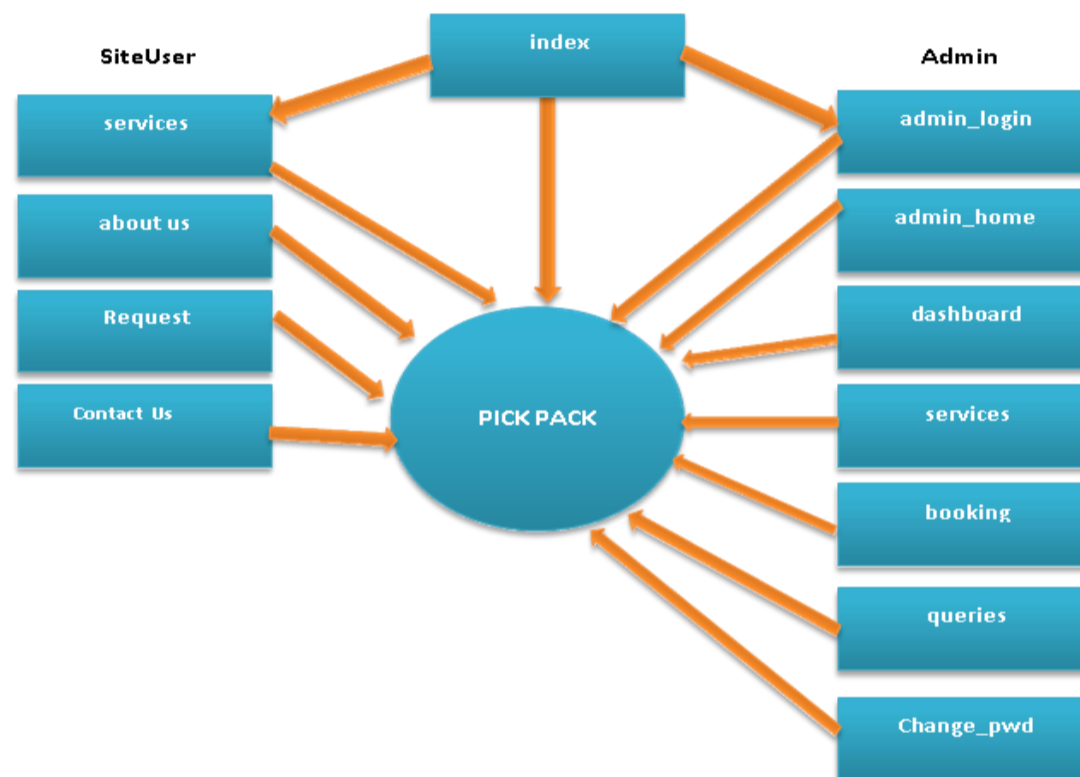 index
SiteUser
services
about us
Request
Contact Us
PICK PACK
Admin
admin_login
admin_home
dashboard
services
booking
queries
Change_pwd